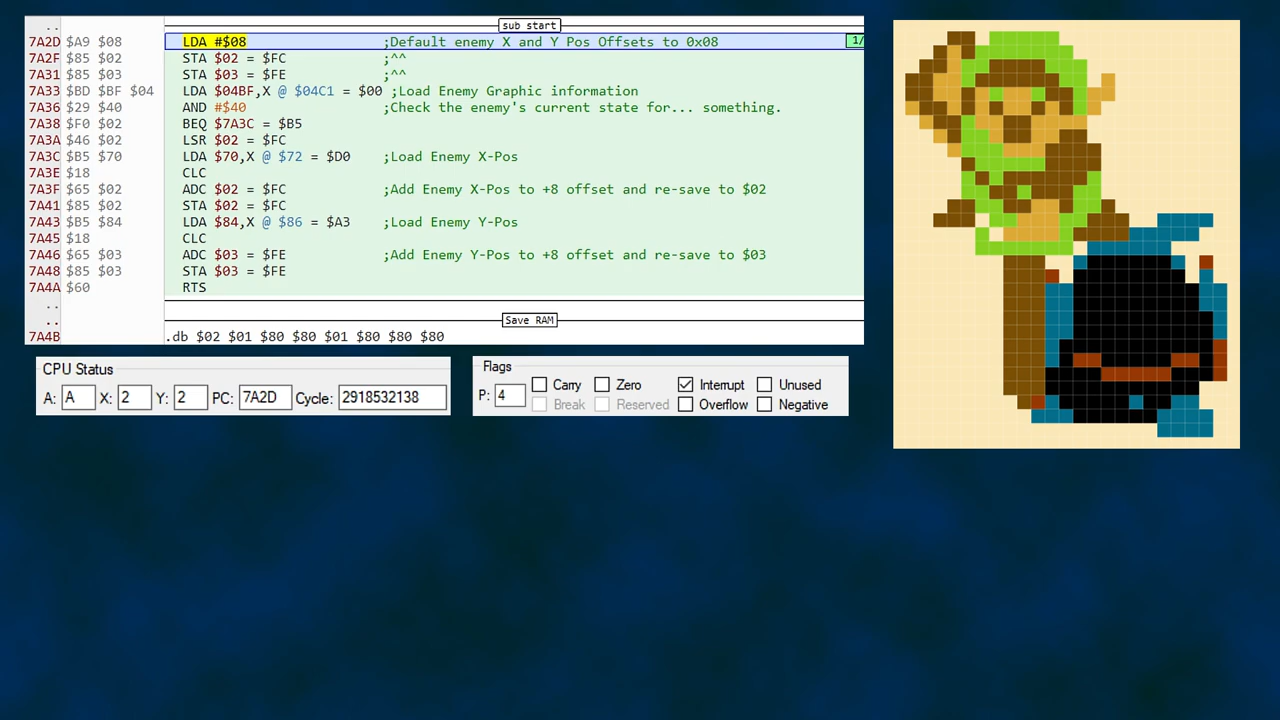 ..
sub start
7A2D $A9 $08 LDA #$08 ;Default enemy X and Y Pos Offsets to 0x08 1/
7A2F $85 $02 STA $02 = $FC ;^^
7A31 $85 $03 STA $03 = $FE ;^^
7A33 $BD $BF $04 LDA $04BF,X @ $04C1 = $00 ;Load Enemy Graphic information
7A36 $29 $40 AND #$40 ;Check the enemy's current state for... something.
7A38 $F0 $02 BEQ $7A3C = $B5
7A3A $46 $02 LSR $02 = $FC
7A3C $B5 $70 LDA $70,X @ $72 = $D0 ;Load Enemy X-Pos
7A3E $18 CLC
7A3F $65 $02 ADC $02 = $FC ;Add Enemy X-Pos to +8 offset and re-save to $02
7A41 $85 $02 STA $02 = $FC
7A43 $B5 $84 LDA $84,X @ $86 = $A3 ;Load Enemy Y-Pos
7A45 $18 CLC
7A46 $65 $03 ADC $03 = $FE ;Add Enemy Y-Pos to +8 offset and re-save to $03
7A48 $85 $03 STA $03 = $FE
7A4A $60 RTS
..
..
Save RAM
7A4B .db $02 $01 $80 $80 $01 $80 $80 $80
CPU Status
A: A X: 2 Y: 2 PC: 7A2D Cycle: 2918532138
Flags
P: 4 Carry Zero Interrupt Unused
Break Reserved Overflow Negative